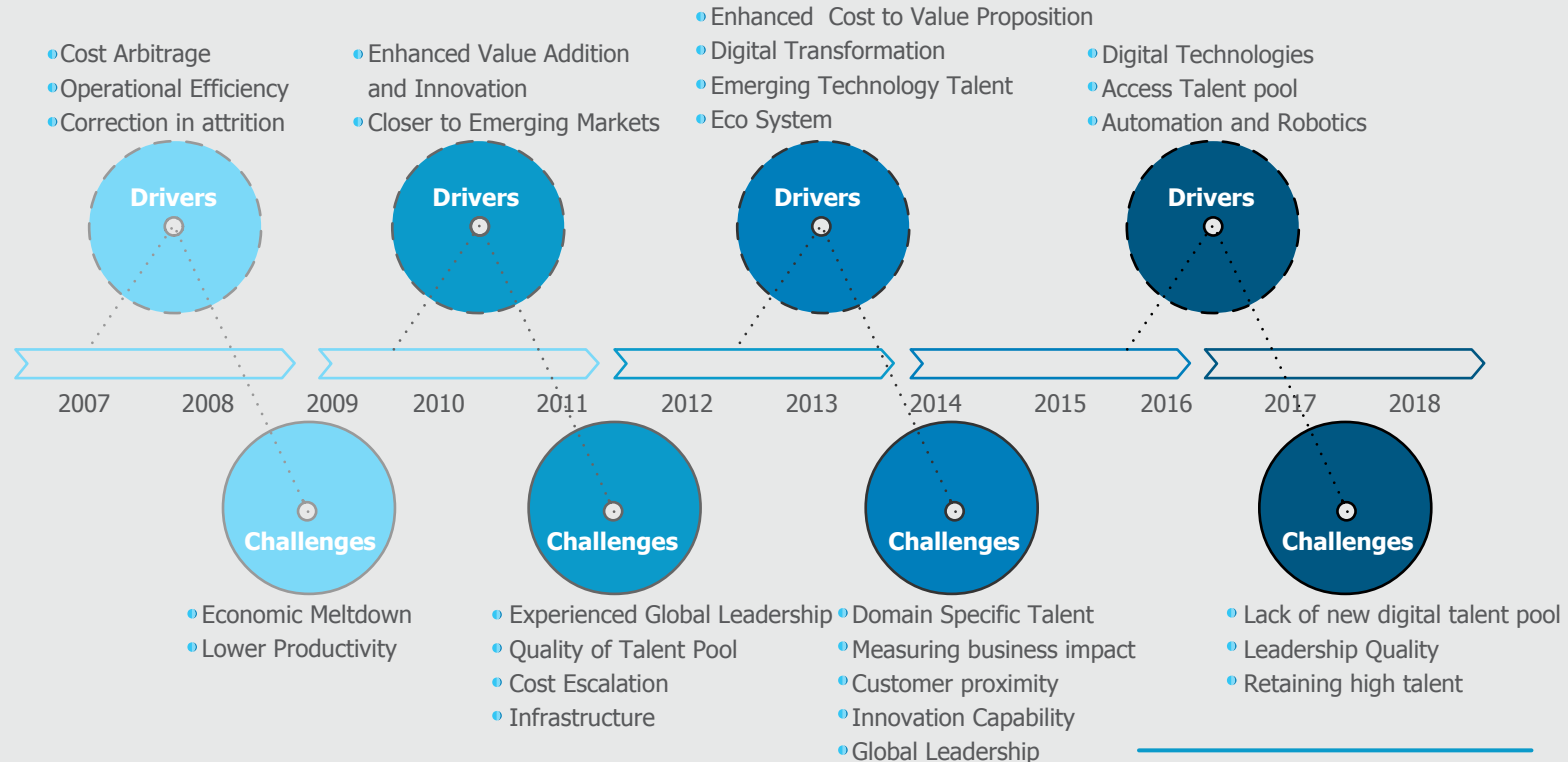 Cost Arbitrage
Operational Efficiency
Correction in attrition
Enhanced Value Addition
and Innovation
Closer to Emerging Markets
Enhanced  Cost to Value Proposition
Digital Transformation
Emerging Technology Talent
Eco System
Digital Technologies
Access Talent pool
Automation and Robotics
Drivers
Drivers
Drivers
Drivers
2007
2008
2009
2010
2011
2012
2013
2014
2015
2016
2017
2018
Challenges
Challenges
Challenges
Challenges
Economic Meltdown
Lower Productivity
Experienced Global Leadership
Quality of Talent Pool
Cost Escalation
Infrastructure
Domain Specific Talent
Measuring business impact
Customer proximity
Innovation Capability
Global Leadership
Lack of new digital talent pool
Leadership Quality
Retaining high talent